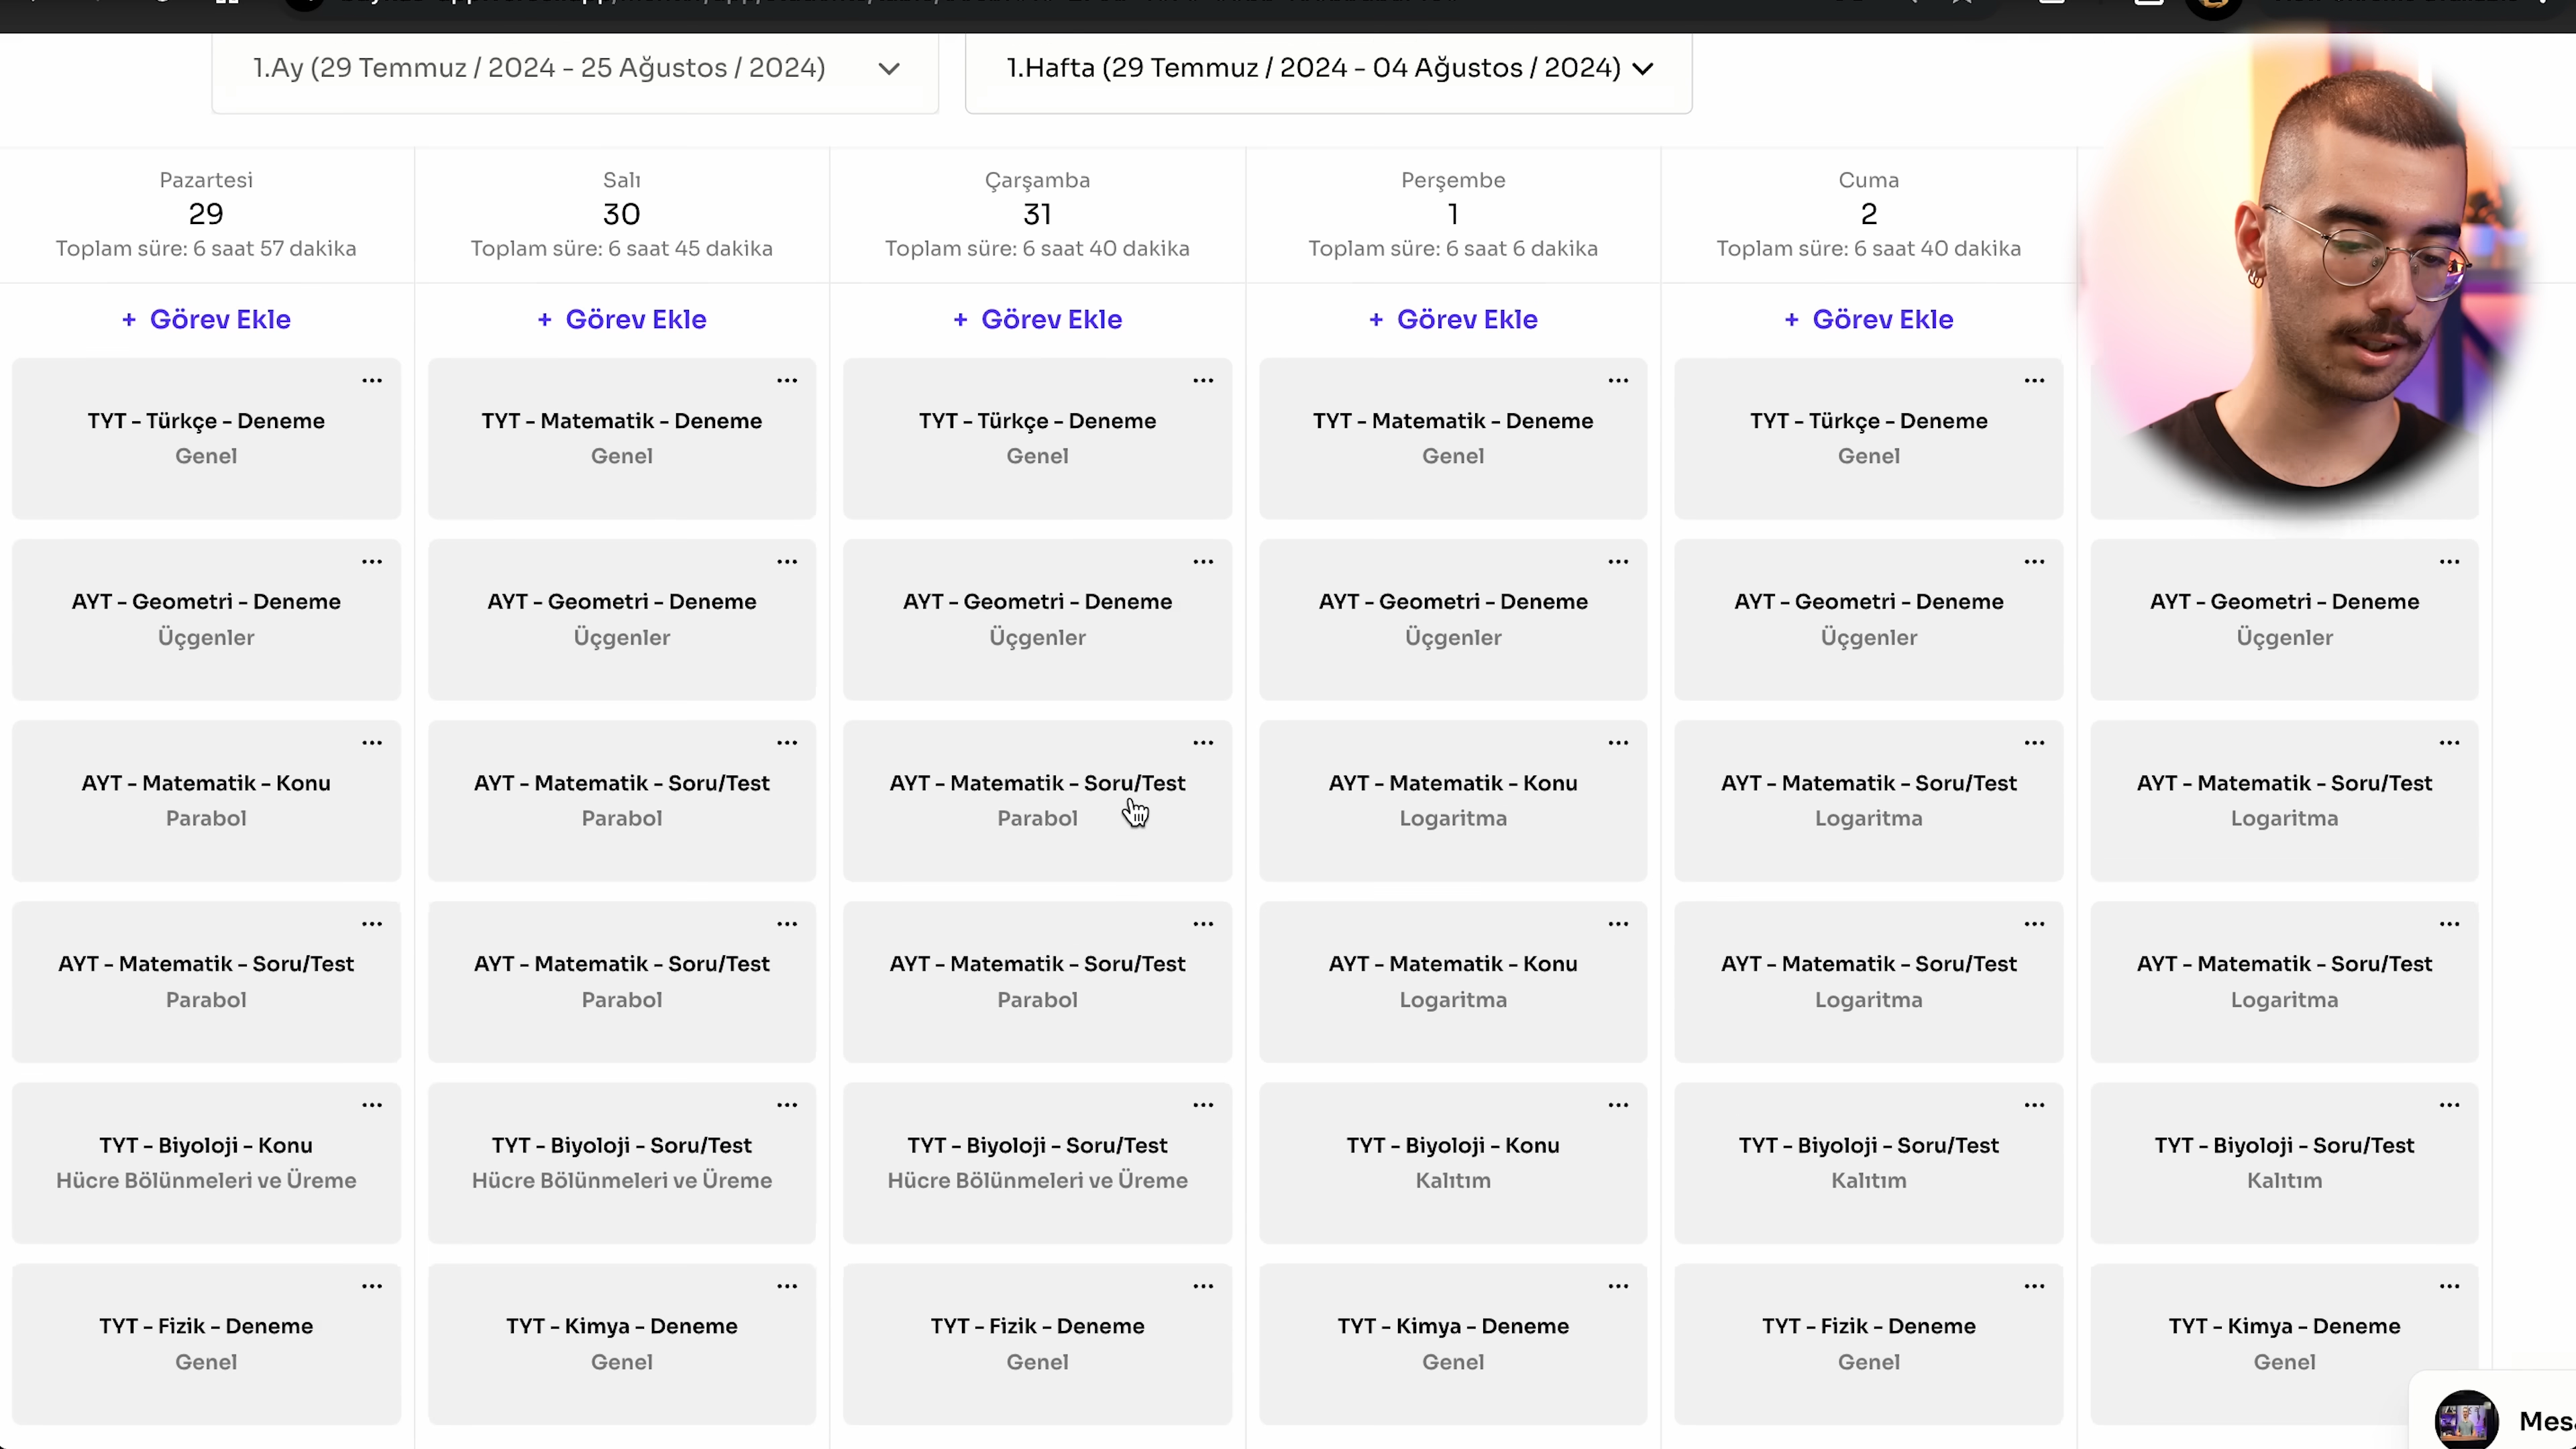 1.Ay (29 Temmuz / 2024 - 25 Ağustos / 2024)
1.Hafta (29 Temmuz / 2024 - 04 Ağustos / 2024)
Pazartesi
29
Toplam süre: 6 saat 57 dakika
+ Görev Ekle
TYT - Türkçe - Deneme
Genel
AYT - Geometri - Deneme
Üçgenler
AYT - Matematik - Konu
Parabol
AYT - Matematik - Soru/Test
Parabol
TYT - Biyoloji - Konu
Hücre Bölünmeleri ve Üreme
TYT - Fizik - Deneme
Genel
Salı
30
Toplam süre: 6 saat 45 dakika
+ Görev Ekle
TYT - Matematik - Deneme
Genel
AYT - Geometri - Deneme
Üçgenler
AYT - Matematik - Soru/Test
Parabol
AYT - Matematik - Soru/Test
Parabol
TYT - Biyoloji - Soru/Test
Hücre Bölünmeleri ve Üreme
TYT - Kimya - Deneme
Genel
Çarşamba
31
Toplam süre: 6 saat 40 dakika
+ Görev Ekle
TYT - Türkçe - Deneme
Genel
AYT - Geometri - Deneme
Üçgenler
AYT - Matematik - Soru/Test
Parabol
AYT - Matematik - Soru/Test
Parabol
TYT - Biyoloji - Soru/Test
Hücre Bölünmeleri ve Üreme
TYT - Fizik - Deneme
Genel
Perşembe
1
Toplam süre: 6 saat 6 dakika
+ Görev Ekle
TYT - Matematik - Deneme
Genel
AYT - Geometri - Deneme
Üçgenler
AYT - Matematik - Konu
Logaritma
AYT - Matematik - Konu
Logaritma
TYT - Biyoloji - Konu
Kalıtım
TYT - Kimya - Deneme
Genel
Cuma
2
Toplam süre: 6 saat 40 dakika
+ Görev Ekle
TYT - Türkçe - Deneme
Genel
AYT - Geometri - Deneme
Üçgenler
AYT - Matematik - Soru/Test
Logaritma
AYT - Matematik - Soru/Test
Logaritma
TYT - Biyoloji - Soru/Test
Kalıtım
TYT - Fizik - Deneme
Genel
AYT - Geometri - Deneme
Üçgenler
AYT - Matematik - Soru/Test
Logaritma
AYT - Matematik - Soru/Test
Logaritma
TYT - Biyoloji - Soru/Test
Kalıtım
TYT - Kimya - Deneme
Genel